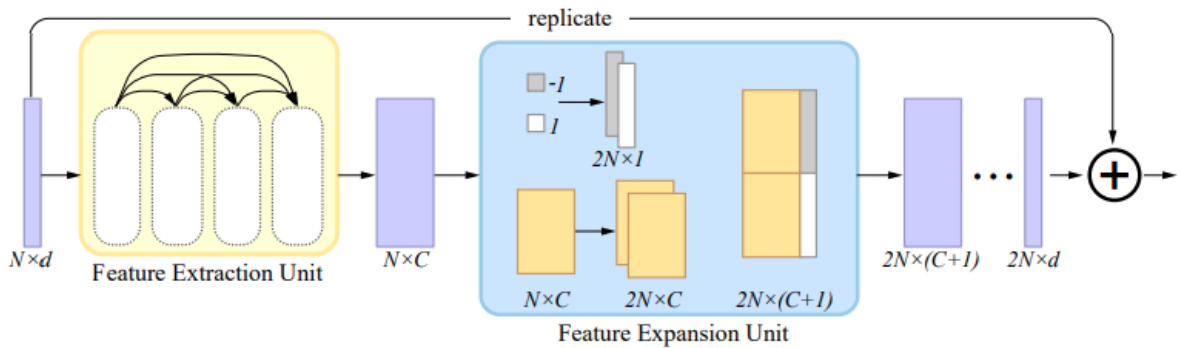 replicate
-1
1
2N×1
N×d
Feature Extraction Unit
N×C
N×C
2N×C
2N×(C+1)
Feature Expansion Unit
2N×(C+1)
...
2N×d
+